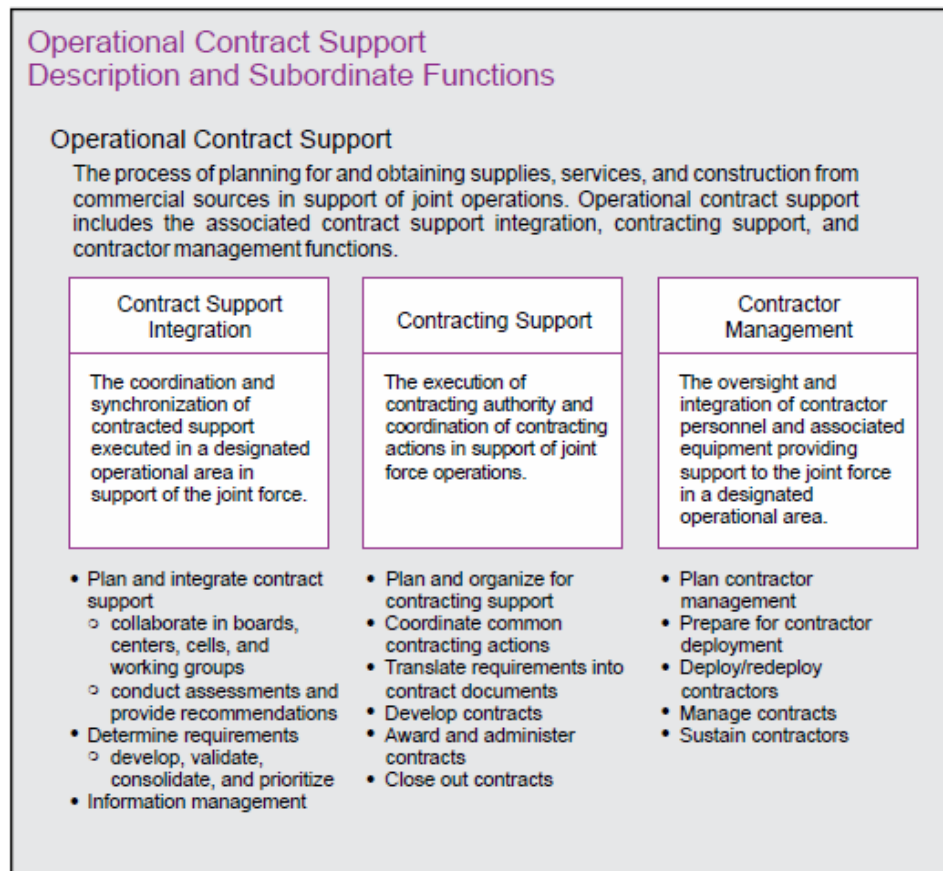 Operational Contract Support
Description and Subordinate Functions
Operational Contract Support
The process of planning for and obtaining supplies, services, and construction from
commercial sources in support of joint operations. Operational contract support
includes the associated contract support integration, contracting support, and
contractor management functions.
Contract Support
Integration
The coordination and
synchronization of
contracted support
executed in a designated
operational area in
support of the joint force.
• Plan and integrate contract
support
○ collaborate in boards,
centers, cells, and
working groups
○ conduct assessments and
provide recommendations
• Determine requirements
○ develop, validate,
consolidate, and prioritize
• Information management
Contracting Support
The execution of
contracting authority and
coordination of contracting
actions in support of joint
force operations.
• Plan and organize for
contracting support
• Coordinate common
contracting actions
• Translate requirements into
contract documents
• Develop contracts
• Award and administer
contracts
• Close out contracts
Contractor
Management
The oversight and
integration of contractor
personnel and associated
equipment providing
support to the joint force
in a designated
operational area.
• Plan contractor
management
• Prepare for contractor
deployment
• Deploy/redeploy
contractors
• Manage contracts
• Sustain contractors